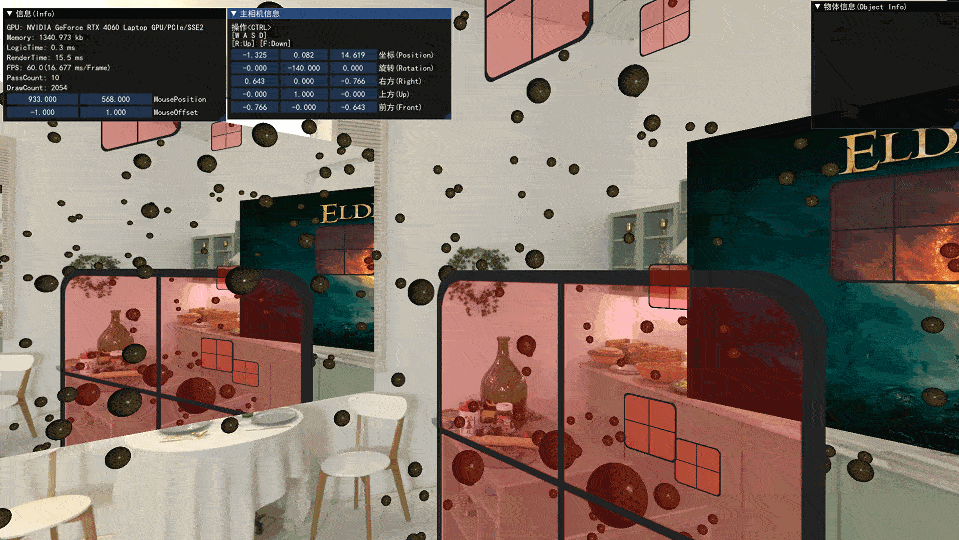 ▼ 信息(Info)
GPU: NVIDIA GeForce RTX 4060 Laptop GPU/PCIe/SSE2
Memory: 1340.973 kb
LogicTime: 0.3 ms
RenderTime: 15.5 ms
FPS: 60.0(16.677 ms/Frame)
PassCount: 10
DrawCount: 2054
933.000 568.000 MousePosition
-1.000 1.000 MouseOffset
▼ 主相机信息
操作<CTRL>
[W A S D]
[R:Up] [F:Down]
-1.325 0.082 14.619 坐标(Position)
-0.000 -140.000 0.000 旋转(Rotation)
0.643 0.000 -0.766 右方(Right)
-0.000 1.000 -0.000 上方(Up)
-0.766 -0.000 -0.643 前方(Front)
▼ 物体信息(Object Info)
ELD
ELD